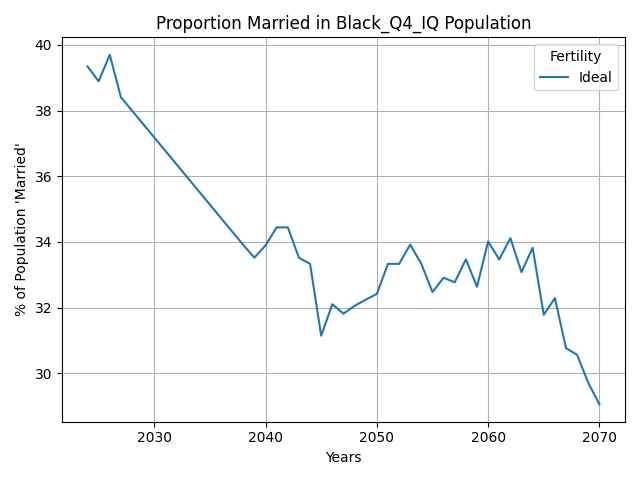 Proportion Married in Black_Q4_IQ Population
Fertility
Ideal
% of Population 'Married'
40
38
36
34
32
30
2030
2040
2050
2060
2070
Years